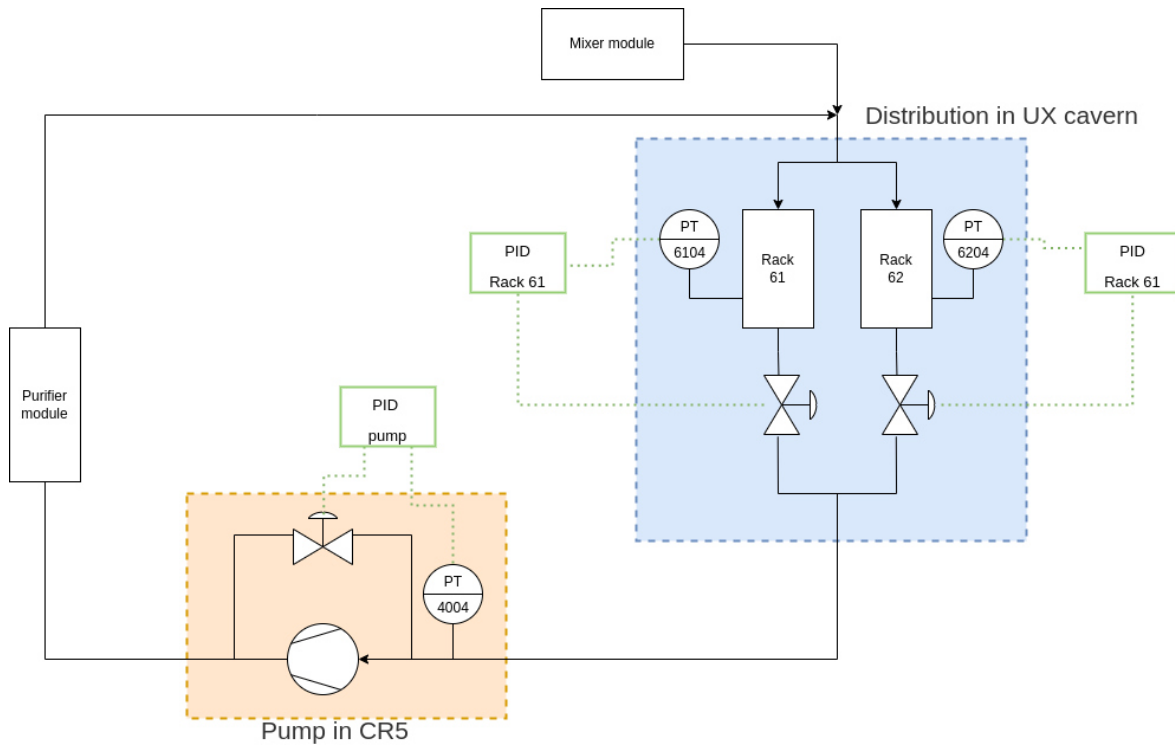 Mixer module
Distribution in UX cavern
PT
6104
Rack
61
Rack
62
PT
6204
PID
Rack 61
PID
Rack 61
Purifier
module
PID
pump
PT
4004
Pump in CR5